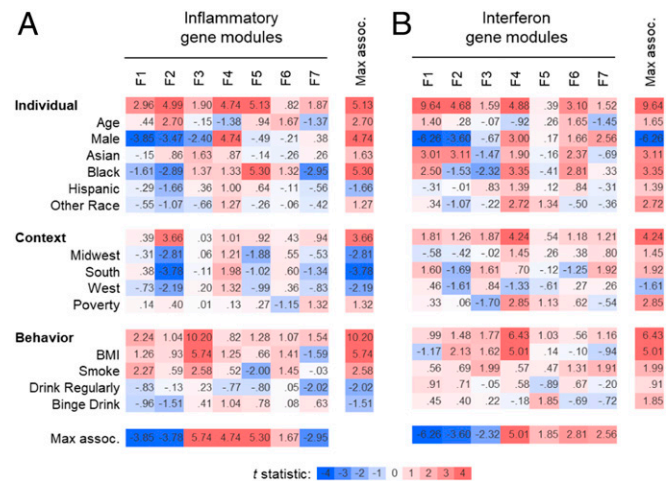 A
Inflammatory
gene modules
F1 F2 F3 F4 F5 F6 F7 Max assoc.
Individual 2.96 4.99 1.90 4.74 5.13 .82 1.87 5.13
Age .44 2.70 -.15 -1.38 .94 1.67 -1.37 2.70
Male -3.85 -3.47 -2.40 4.74 -.49 -.21 .38 4.74
Asian -.15 .86 1.63 .87 -.14 -.26 .26 1.63
Black -1.61 -2.89 1.37 1.33 5.30 1.32 -2.95 5.30
Hispanic -.29 -1.66 .36 1.00 .64 -.11 -.56 -1.66
Other Race -.55 -1.07 -.66 1.27 -.26 -.06 -.42 1.27
Context .39 3.66 .03 1.01 .92 .43 .94 3.66
Midwest -.31 -2.81 .06 1.21 -1.88 .55 -.53 -2.81
South .38 -3.78 -.11 1.98 -1.02 .60 -1.34 -3.78
West -.73 -2.19 .20 1.32 -.99 .36 -.83 -2.19
Poverty .14 .40 .01 .13 .27 -1.15 1.32 1.32
Behavior 2.24 1.04 10.20 .82 1.28 1.07 1.54 10.20
BMI 1.26 .93 5.74 1.25 .66 1.41 -1.59 5.74
Smoke 2.27 .59 2.58 .52 -2.00 1.45 -.03 2.58
Drink Regularly -.83 -.13 .23 -.77 -.80 .05 -2.02 -2.02
Binge Drink -.96 -1.51 .41 1.04 .78 .08 .63 -1.51
Max assoc. -3.85 -3.78 5.74 4.74 5.30 1.67 -2.95
B
Interferon
gene modules
F1 F2 F3 F4 F5 F6 F7 Max assoc.
9.64 4.68 1.59 4.88 .39 3.10 1.52 9.64
1.40 .28 -.07 -.92 .26 1.65 -1.45 1.65
-6.26 -3.60 -.67 3.00 .17 1.66 2.56 -6.26
3.01 3.11 -1.47 1.90 -.16 2.37 -.69 3.11
2.50 -1.53 -2.32 3.35 -.41 2.81 .33 3.35
-.31 -.01 .83 1.39 .12 .84 -.31 1.39
.34 -1.07 -.22 2.72 1.34 -.50 -.36 2.72
1.81 1.26 1.87 4.24 .54 1.18 1.21 4.24
-.58 -.42 .02 1.45 .26 .38 .80 1.45
1.60 -1.69 1.61 .70 -.12 -1.25 1.92 1.92
.46 -1.61 .84 -1.33 -.61 .27 .26 -1.61
.33 .06 -1.70 2.85 1.13 .62 -.54 2.85
.99 1.48 1.77 6.43 1.03 .56 1.16 6.43
-1.17 2.13 1.62 5.01 .14 -.10 -.94 5.01
.56 .69 1.99 .57 .47 1.31 1.91 1.99
.91 .71 -.05 .58 -.89 .67 -.20 .91
.45 .40 .22 -.18 1.85 -.69 -.72 1.85
-6.26 -3.60 -2.32 5.01 1.85 2.81 2.56
t statistic: -4 -3 -2 -1 0 1 2 3 4